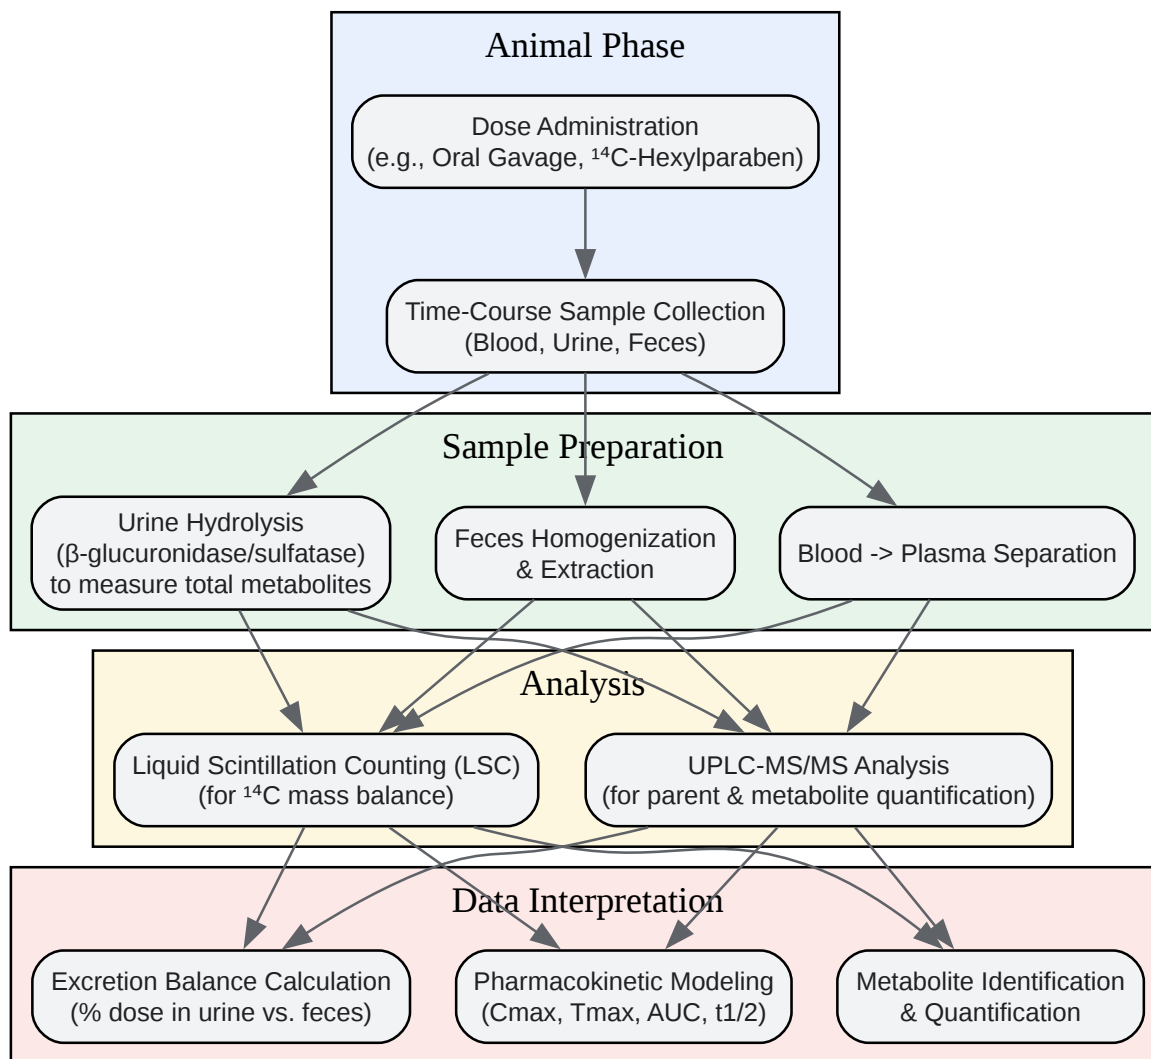 Animal Phase
Dose Administration
(e.g., Oral Gavage, ¹⁴C-Hexylparaben)
Time-Course Sample Collection
(Blood, Urine, Feces)
Sample Preparation
Urine Hydrolysis
(β-glucuronidase/sulfatase)
to measure total metabolites
Feces Homogenization
& Extraction
Blood -> Plasma Separation
Analysis
Liquid Scintillation Counting (LSC)
(for ¹⁴C mass balance)
UPLC-MS/MS Analysis
(for parent & metabolite quantification)
Data Interpretation
Excretion Balance Calculation
(% dose in urine vs. feces)
Pharmacokinetic Modeling
(Cmax, Tmax, AUC, t1/2)
Metabolite Identification
& Quantification